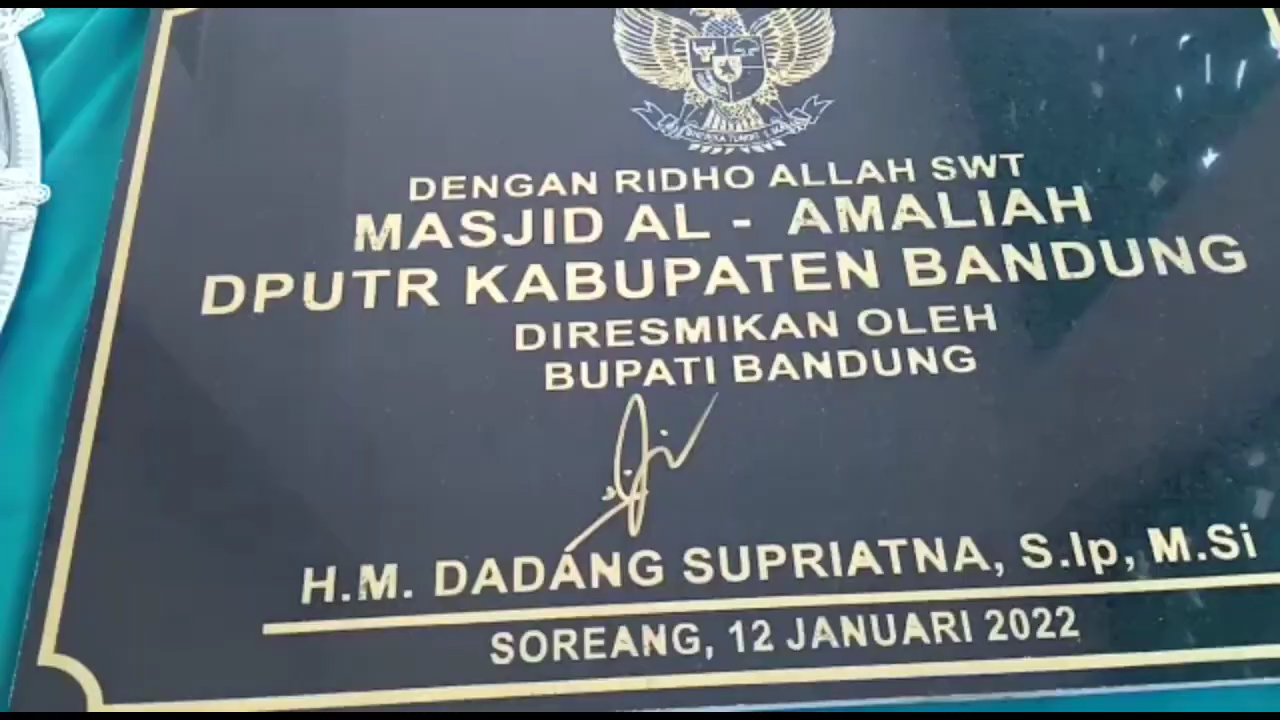 DENGAN RIDHO ALLAH SWT
MASJID AL - AMALIAH
DPUTR KABUPATEN BANDUNG
DIRESMIKAN OLEH
BUPATI BANDUNG
H.M. DADANG SUPRIATNA, S.Ip, M.Si
SOREANG, 12 JANUARI 2022